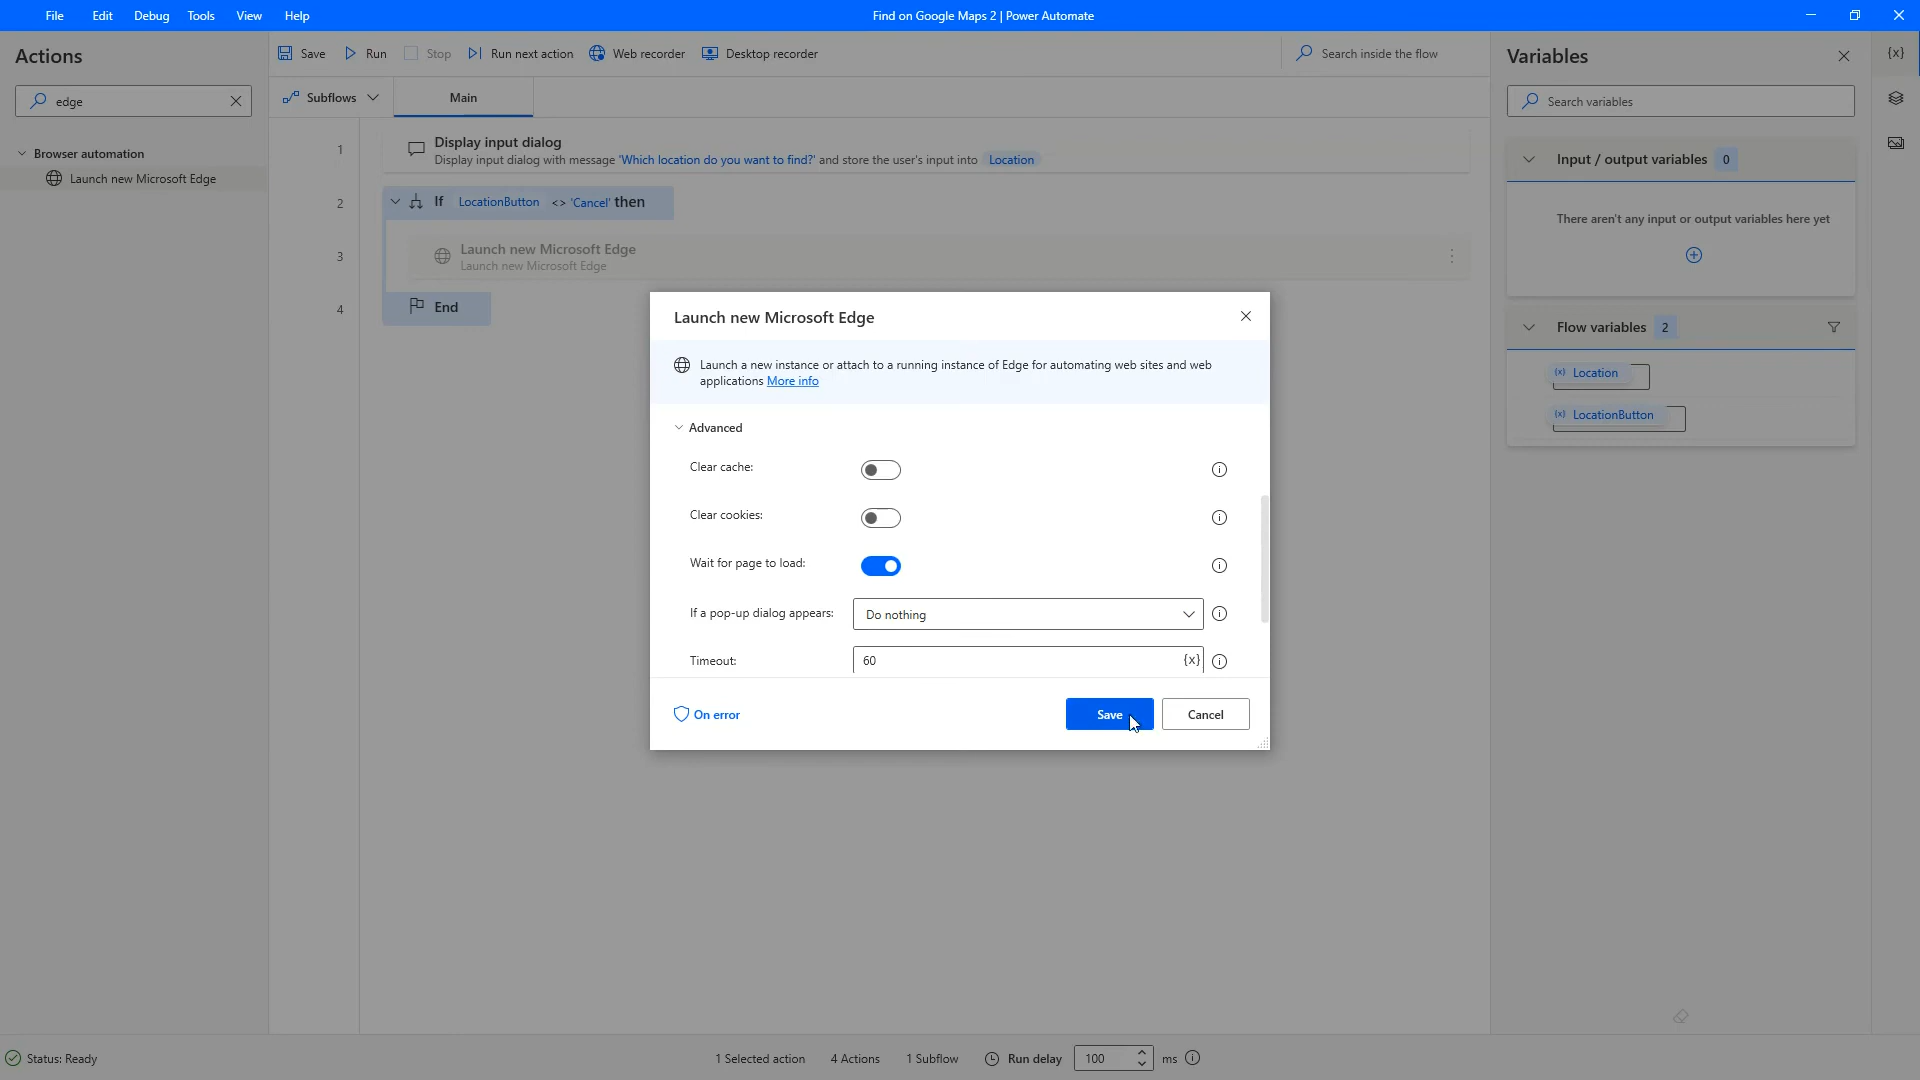 File Edit Debug Tools View Help
Find on Google Maps 2 | Power Automate
Actions
edge
Browser automation
Launch new Microsoft Edge
Save Run Stop Run next action Web recorder Desktop recorder
Search inside the flow
Subflows Main
1 Display input dialog
Display input dialog with message 'Which location do you want to find?' and store the user's input into Location
2 If LocationButton <> 'Cancel' then
3 Launch new Microsoft Edge
Launch new Microsoft Edge
4 End
Launch new Microsoft Edge
Launch a new instance or attach to a running instance of Edge for automating web sites and web
applications More info
Advanced
Clear cache:
Clear cookies:
Wait for page to load:
If a pop-up dialog appears: Do nothing
Timeout: 60 {x}
On error Save Cancel
Variables
{x}
Search variables
Input / output variables 0
There aren't any input or output variables here yet
Flow variables 2
(x) Location
(x) LocationButton
Status: Ready 1 Selected action 4 Actions 1 Subflow Run delay 100 ms